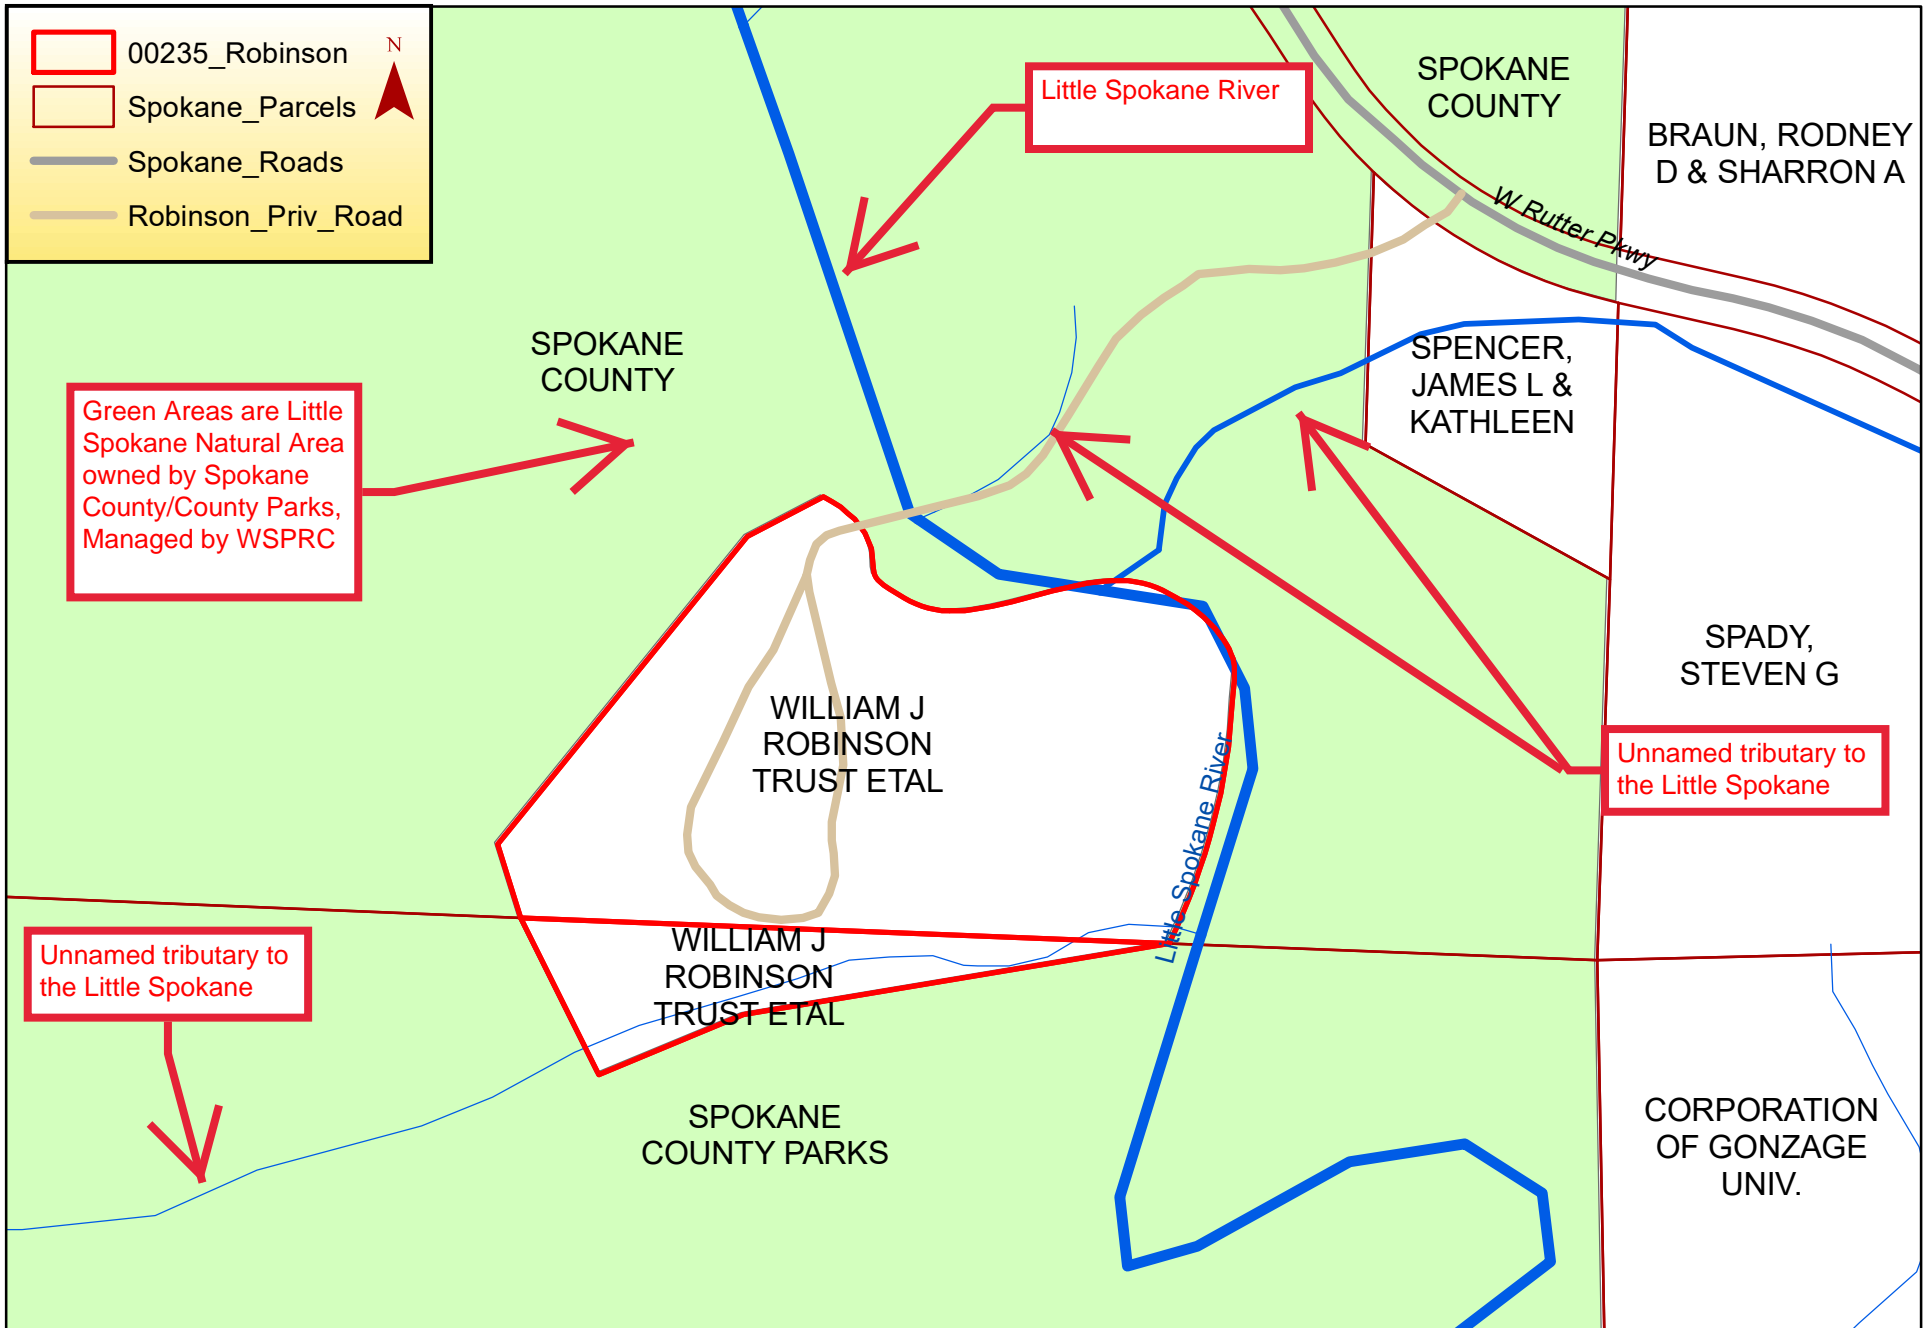 00235_Robinson
N
Spokane_Parcels
Spokane_Roads
Robinson_Priv_Road
Little Spokane River
SPOKANE
COUNTY
BRAUN, RODNEY
D & SHARRON A
W Rutter Pkwy
SPOKANE
COUNTY
SPENCER,
JAMES L &
KATHLEEN
Green Areas are Little
Spokane Natural Area
owned by Spokane
County/County Parks,
Managed by WSPRC
SPADY,
STEVEN G
WILLIAM J
ROBINSON
TRUST ETAL
Unnamed tributary to
the Little Spokane
Little Spokane River
WILLIAM J
ROBINSON
TRUST ETAL
Unnamed tributary to
the Little Spokane
SPOKANE
COUNTY PARKS
CORPORATION
OF GONZAGE
UNIV.